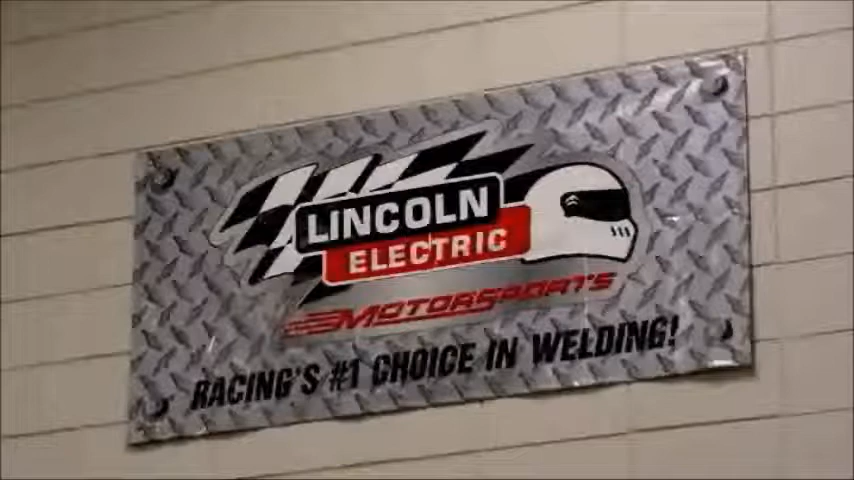 LINCOLN
ELECTRIC
MOTORSPORTS
RACING'S #1 CHOICE IN WELDING!